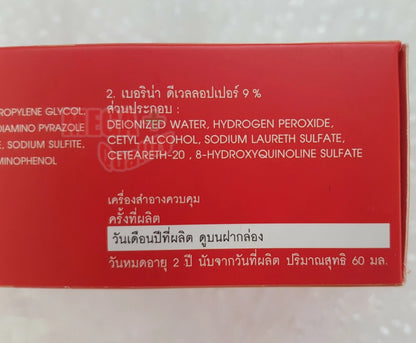 ROPYLENE GLYCOL,
DIAMINO PYRAZOLE
E, SODIUM SULFITE,
MINOPHENOL
2. เบอริน่า ดีเวลลอปเปอร์ 9 %
ส่วนประกอบ :
DEIONIZED WATER, HYDROGEN PEROXIDE,
CETYL ALCOHOL, SODIUM LAURETH SULFATE,
CETEARETH-20 , 8-HYDROXYQUINOLINE SULFATE
เครื่องสำอางควบคุม
ครั้งที่ผลิต
วันเดือนปีที่ผลิต ดูบนฝากล่อง
วันหมดอายุ 2 ปี นับจากวันที่ผลิต ปริมาณสุทธิ 60 มล.